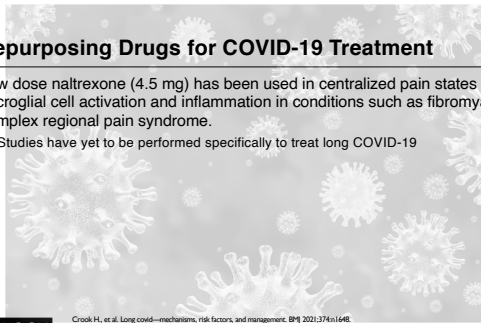 epurposing Drugs for COVID-19 Treatment
w dose naltrexone (4.5 mg) has been used in centralized pain states
croglial cell activation and inflammation in conditions such as fibromya
mplex regional pain syndrome.
Studies have yet to be performed specifically to treat long COVID-19
Crook H., et al. Long covid—mechanisms, risk factors, and management. BMJ 2021;374:n1648.